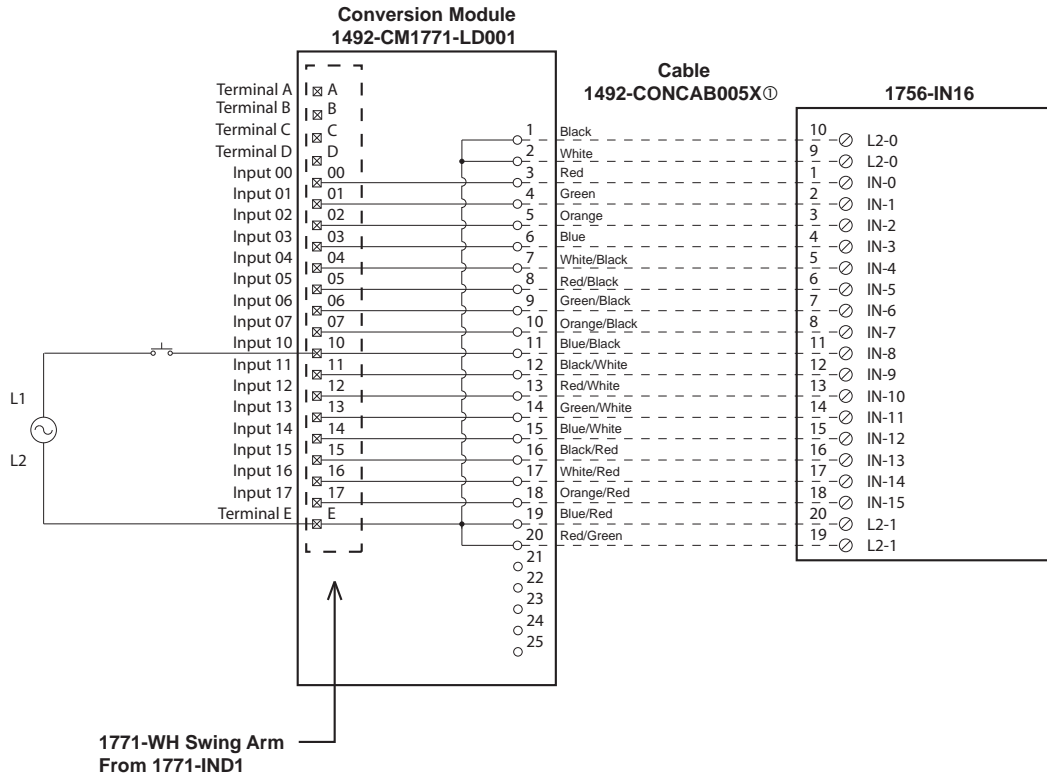 Conversion Module
1492-CM1771-LD001
Cable
1492-CONCAB005X①
1756-IN16
Terminal A A
Terminal B B
Terminal C C
Terminal D D
Input 00 00
Input 01 01
Input 02 02
Input 03 03
Input 04 04
Input 05 05
Input 06 06
Input 07 07
Input 10 10
Input 11 11
Input 12 12
Input 13 13
Input 14 14
Input 15 15
Input 16 16
Input 17 17
Terminal E E
L1
L2
1 Black 10 L2-0
2 White 9 L2-0
3 Red 1 IN-0
4 Green 2 IN-1
5 Orange 3 IN-2
6 Blue 4 IN-3
7 White/Black 5 IN-4
8 Red/Black 6 IN-5
9 Green/Black 7 IN-6
10 Orange/Black 8 IN-7
11 Blue/Black 11 IN-8
12 Black/White 12 IN-9
13 Red/White 13 IN-10
14 Green/White 14 IN-11
15 Blue/White 15 IN-12
16 Black/Red 16 IN-13
17 White/Red 17 IN-14
18 Orange/Red 18 IN-15
19 Blue/Red 20 L2-1
20 Red/Green 19 L2-1
21
22
23
24
25
1771-WH Swing Arm
From 1771-IND1